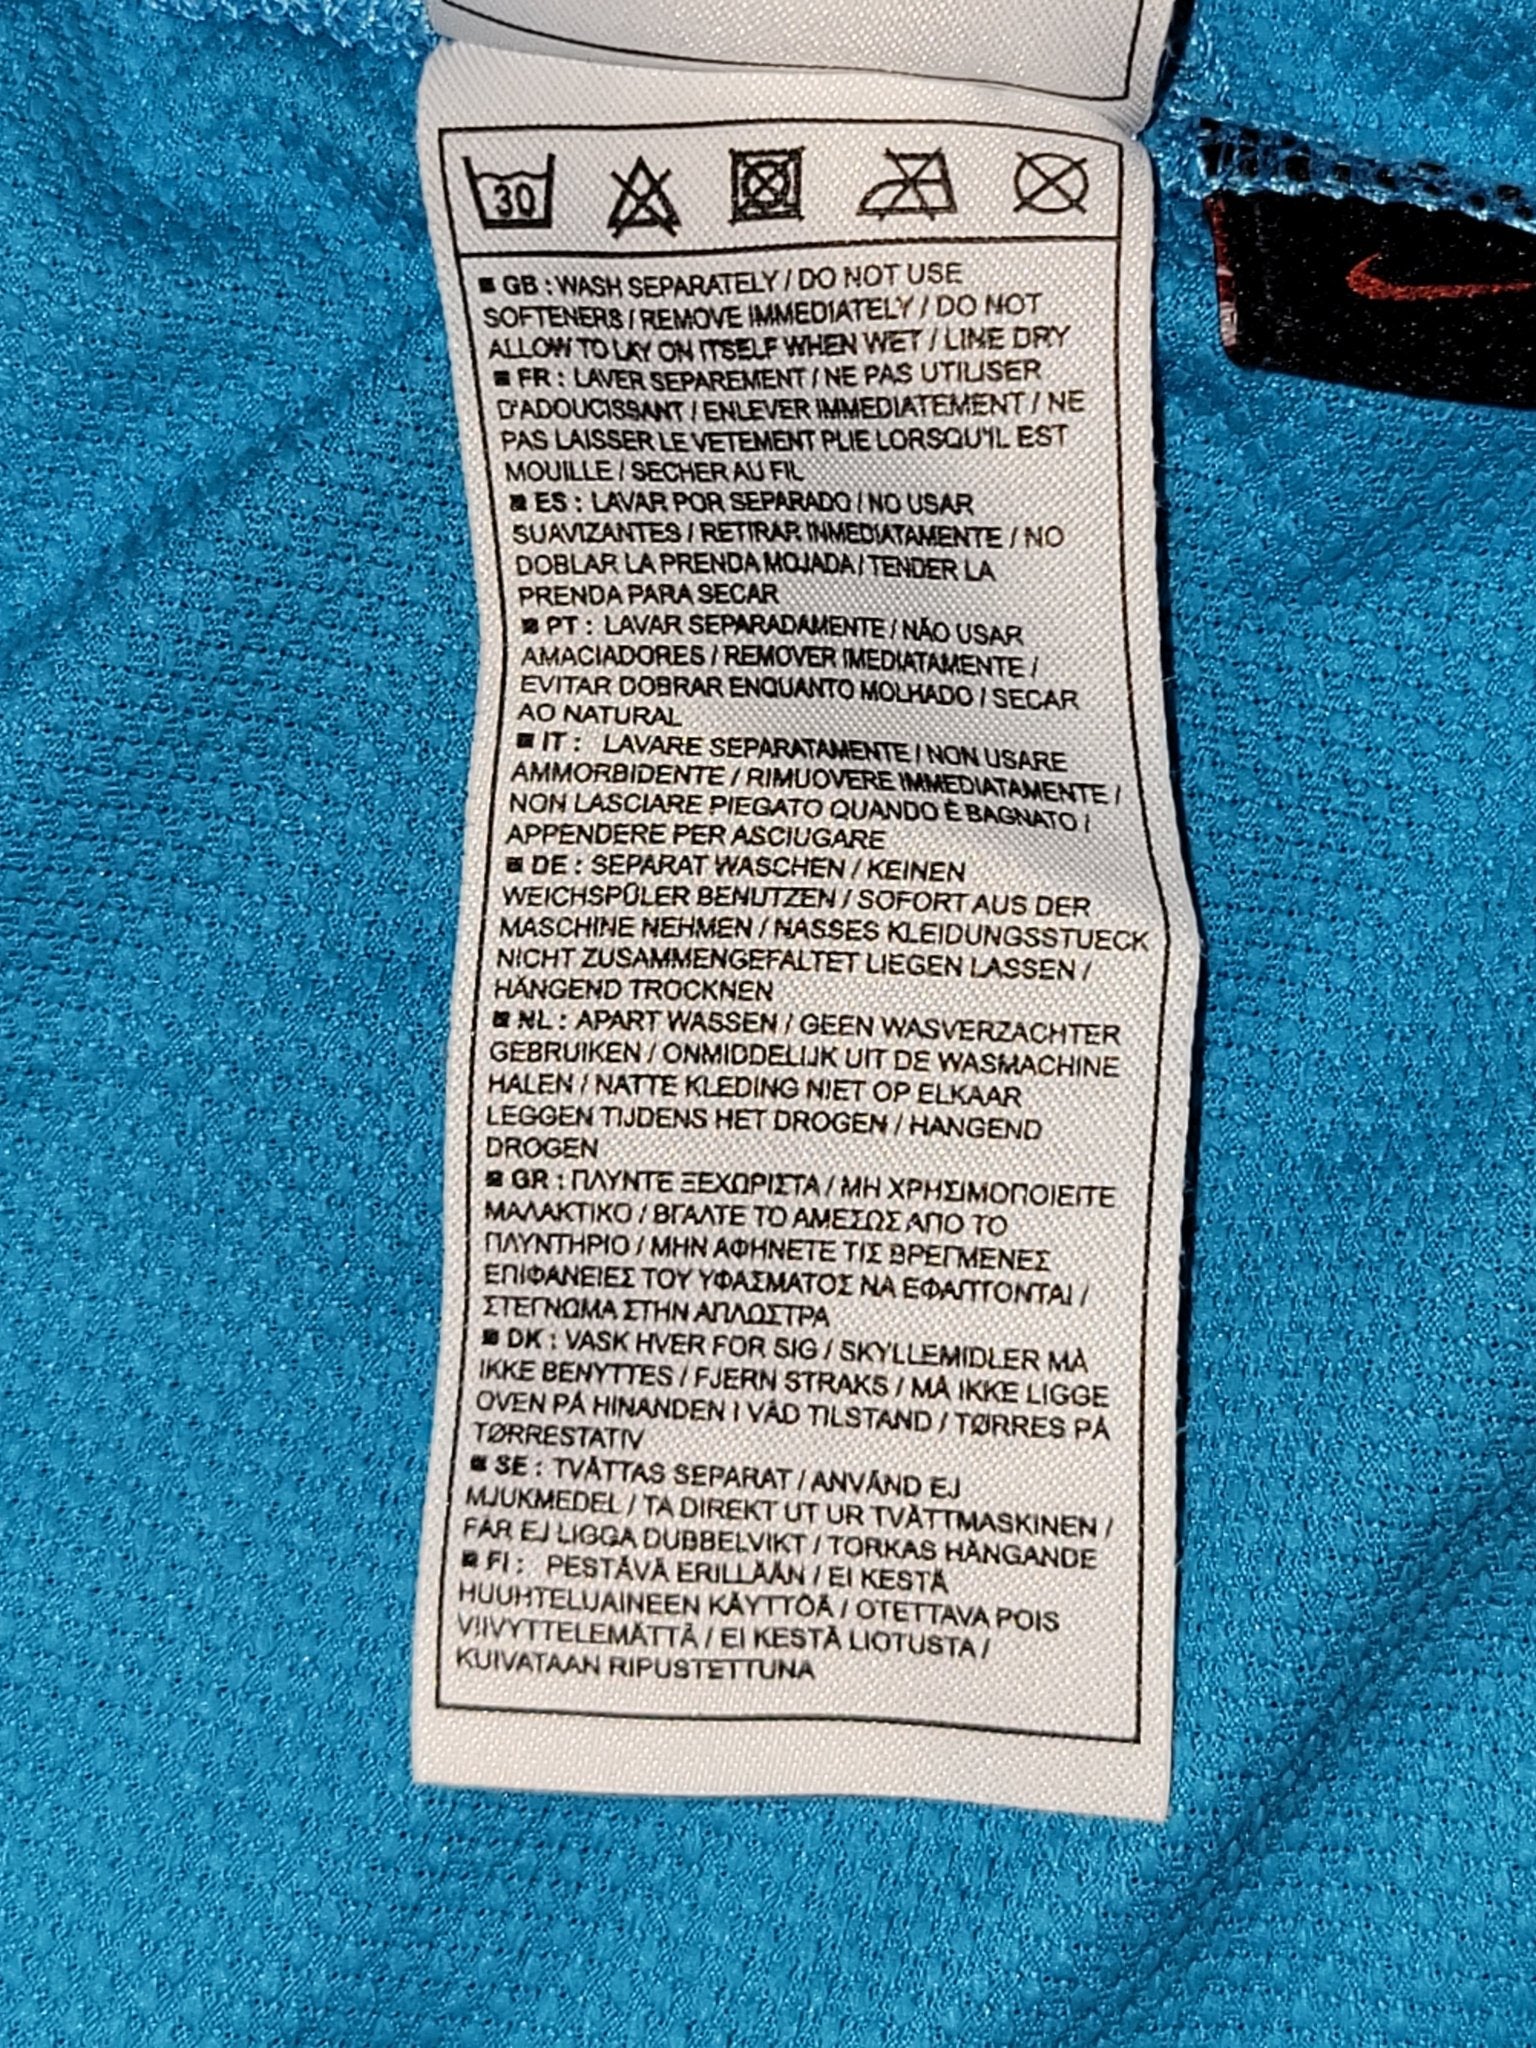 30
GB : WASH SEPARATELY / DO NOT USE
SOFTENERS / REMOVE IMMEDIATELY / DO NOT
ALLOW TO LAY ON ITSELF WHEN WET / LINE DRY
FR : LAVER SEPAREMENT / NE PAS UTILISER
D'ADOUCISSANT / ENLEVER IMMEDIATEMENT / NE
PAS LAISSER LE VETEMENT PLIE LORSQU'IL EST
MOUILLE / SECHER AU FIL
ES : LAVAR POR SEPARADO / NO USAR
SUAVIZANTES / RETIRAR INMEDIATAMENTE / NO
DOBLAR LA PRENDA MOJADA / TENDER LA
PRENDA PARA SECAR
PT : LAVAR SEPARADAMENTE / NÃO USAR
AMACIADORES / REMOVER IMEDIATAMENTE /
EVITAR DOBRAR ENQUANTO MOLHADO / SECAR
AO NATURAL
IT : LAVARE SEPARATAMENTE / NON USARE
AMMORBIDENTE / RIMUOVERE IMMEDIATAMENTE /
NON LASCIARE PIEGATO QUANDO È BAGNATO /
APPENDERE PER ASCIUGARE
DE : SEPARAT WASCHEN / KEINEN
WEICHSPÜLER BENUTZEN / SOFORT AUS DER
MASCHINE NEHMEN / NASSES KLEIDUNGSSTUECK
NICHT ZUSAMMENGEFALTET LIEGEN LASSEN /
HÄNGEND TROCKNEN
NL : APART WASSEN / GEEN WASVERZACHTER
GEBRUIKEN / ONMIDDELIJK UIT DE WASMACHINE
HALEN / NATTE KLEDING NIET OP ELKAAR
LEGGEN TIJDENS HET DROGEN / HANGEND
DROGEN
GR : ΠΛΥΝΤΕ ΞΕΧΩΡΙΣΤΑ / ΜΗ ΧΡΗΣΙΜΟΠΟΙΕΙΤΕ
ΜΑΛΑΚΤΙΚΟ / ΒΓΑΛΤΕ ΤΟ ΑΜΕΣΩΣ ΑΠΟ ΤΟ
ΠΛΥΝΤΗΡΙΟ / ΜΗΝ ΑΦΗΝΕΤΕ ΤΙΣ ΒΡΕΓΜΕΝΕΣ
ΕΠΙΦΑΝΕΙΕΣ ΤΟΥ ΥΦΑΣΜΑΤΟΣ ΝΑ ΕΦΑΠΤΟΝΤΑΙ /
ΣΤΕΓΝΩΜΑ ΣΤΗΝ ΑΠΛΩΣΤΡΑ
DK : VASK HVER FOR SIG / SKYLLEMIDLER MÅ
IKKE BENYTTES / FJERN STRAKS / MÅ IKKE LIGGE
OVEN PÅ HINANDEN I VÅD TILSTAND / TØRRES PÅ
TØRRESTATIV
SE : TVÄTTAS SEPARAT / ANVÄND EJ
MJUKMEDEL / TA DIREKT UT UR TVÄTTMASKINEN /
FÅR EJ LIGGA DUBBELVIKT / TORKAS HÄNGANDE
FI : PESTÄVÄ ERILLÄÄN / EI KESTÄ
HUUHTELUAINEEN KÄYTTÖÄ / OTETTAVA POIS
VIIVYTTELEMÄTTÄ / EI KESTÄ LIOTUSTA /
KUIVATAAN RIPUSTETTUNA